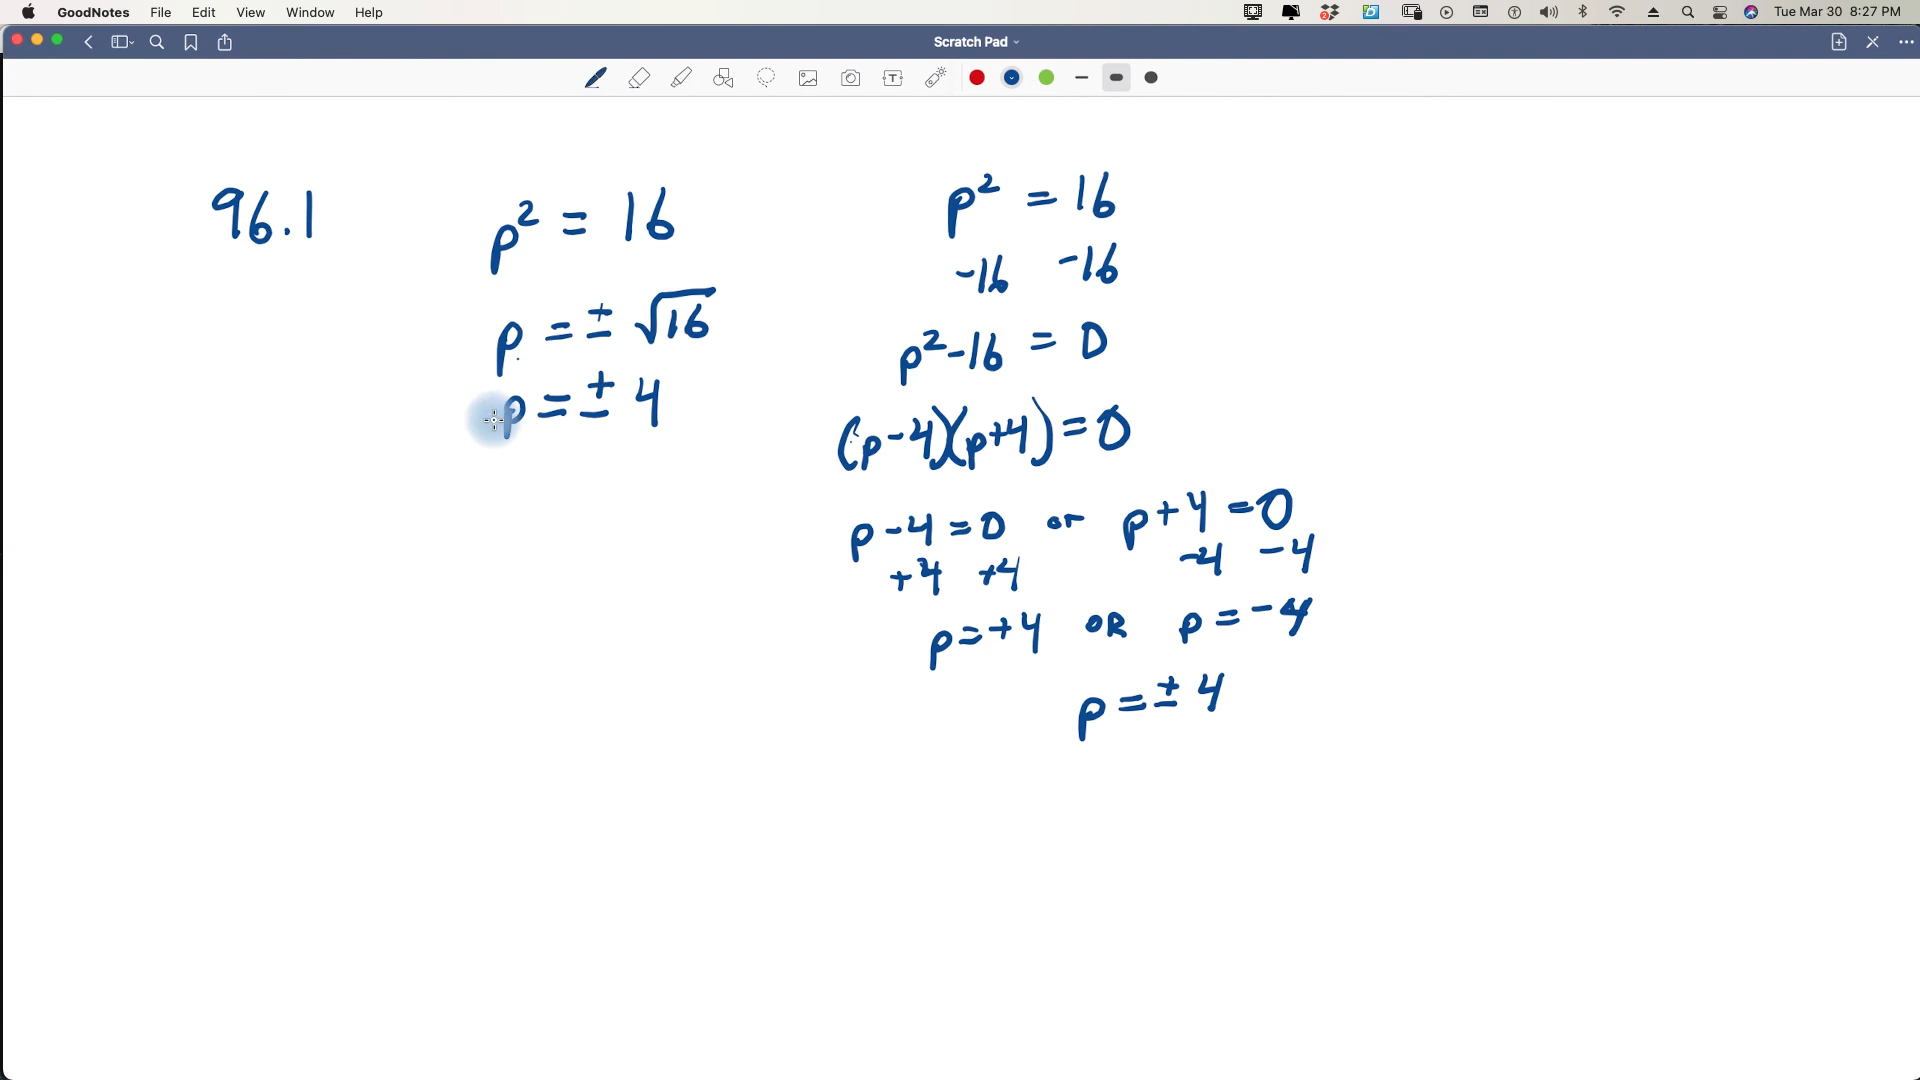 GoodNotes File Edit View Window Help Tue Mar 30 8:27 PM
Scratch Pad
96.1
p² = 16
p = ± √16
p = ± 4
p² = 16
-16 -16
p²-16 = 0
(p-4)(p+4) = 0
p-4=0 or p+4=0
+4 +4 -4 -4
p=+4 OR p=-4
p=±4